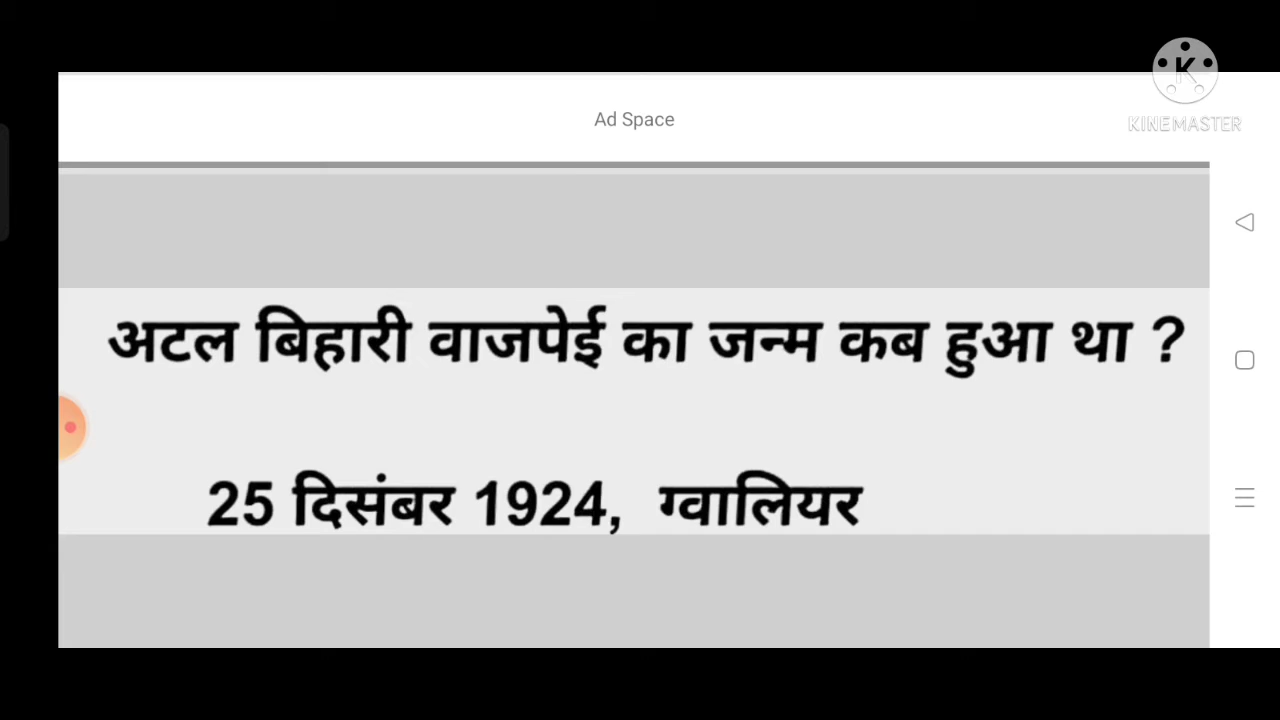 Ad Space
KINEMASTER
अटल बिहारी वाजपेई का जन्म कब हुआ था ?
25 दिसंबर 1924, ग्वालियर